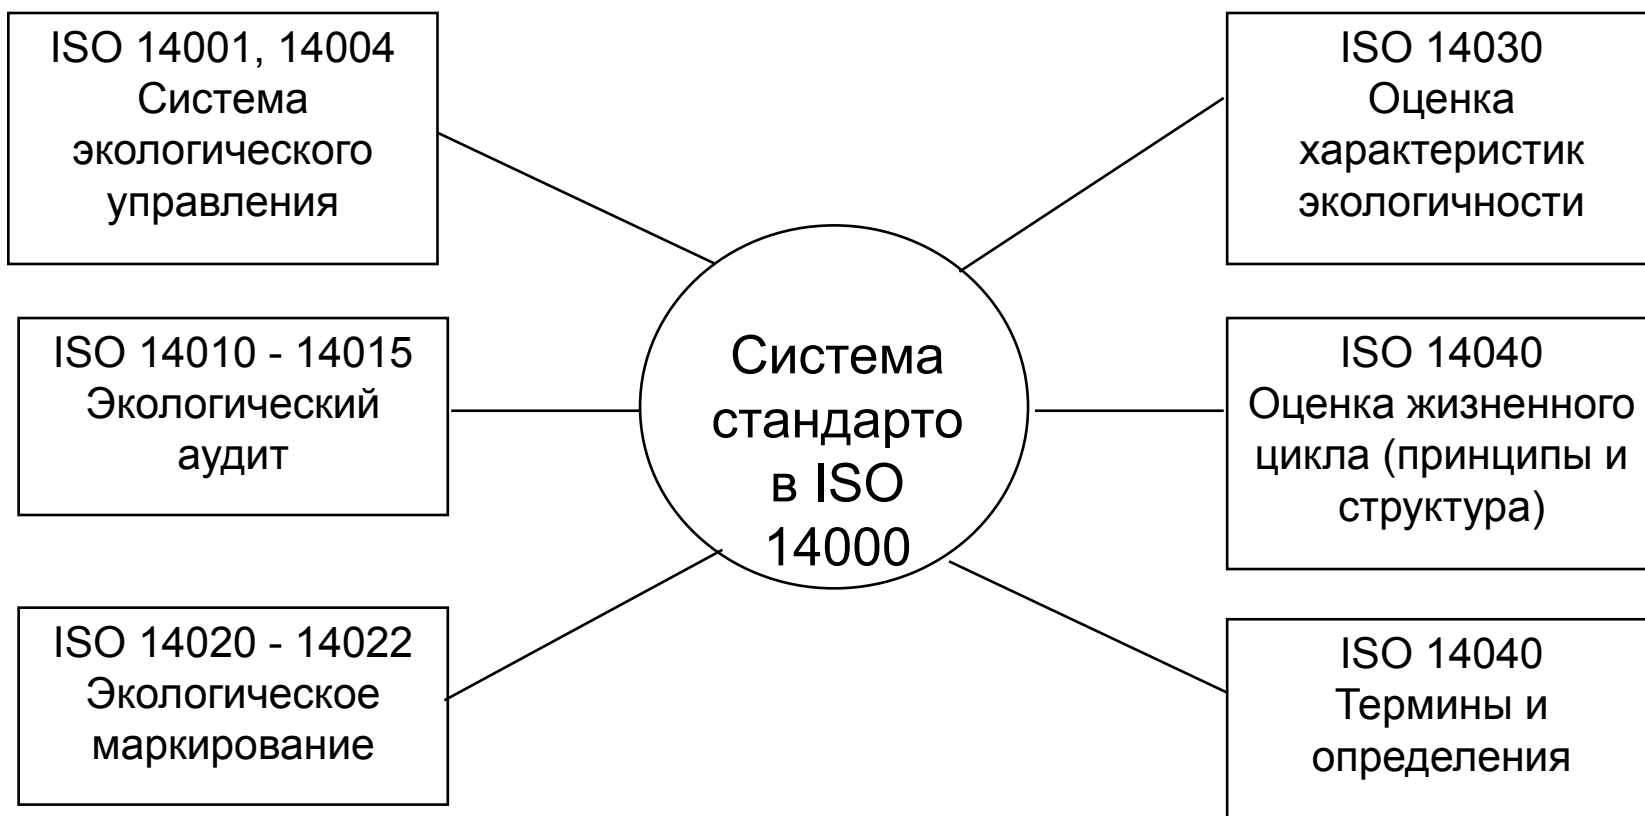 ISO 14001, 14004
Система
экологического
управления
ISO 14010 - 14015
Экологический
аудит
ISO 14020 - 14022
Экологическое
маркирование
Система
стандарто
в ISO
14000
ISO 14030
Оценка
характеристик
экологичности
ISO 14040
Оценка жизненного
цикла (принципы и
структура)
ISO 14040
Термины и
определения